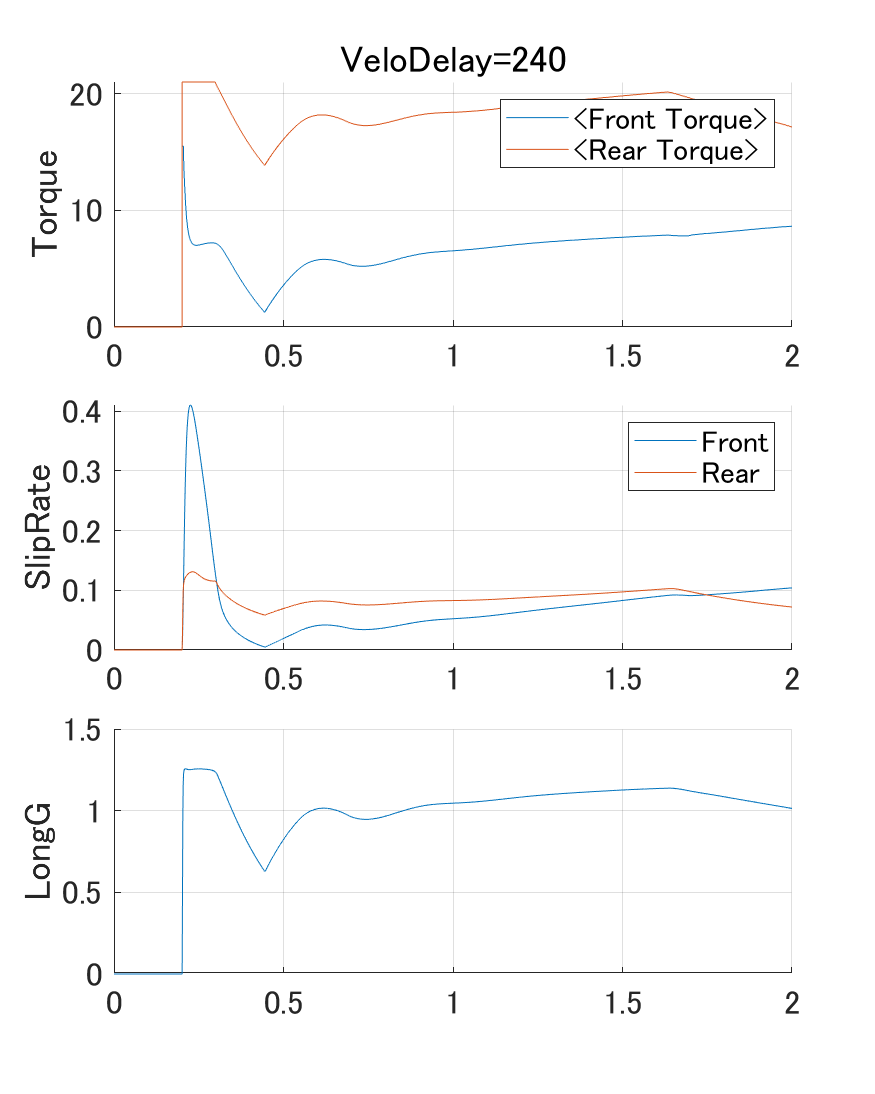 VeloDelay=240
Torque
20
10
0
0 0.5 1 1.5 2
<Front Torque>
<Rear Torque>
SlipRate
0.4
0.3
0.2
0.1
0
0 0.5 1 1.5 2
Front
Rear
LongG
1.5
1
0.5
0
0 0.5 1 1.5 2